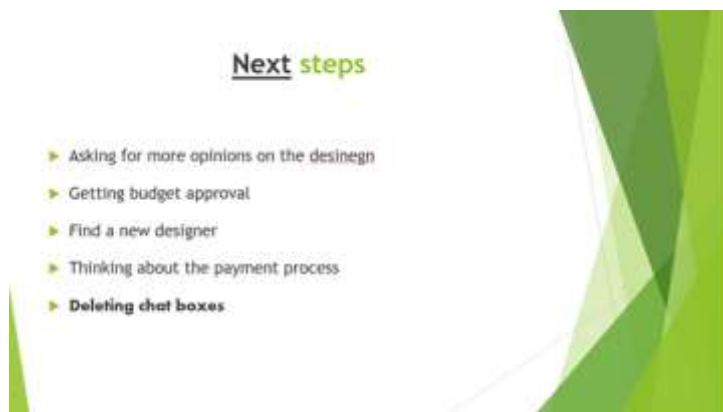 Next steps
Asking for more opinions on the desinegn
Getting budget approval
Find a new designer
Thinking about the payment process
Deleting chat boxes